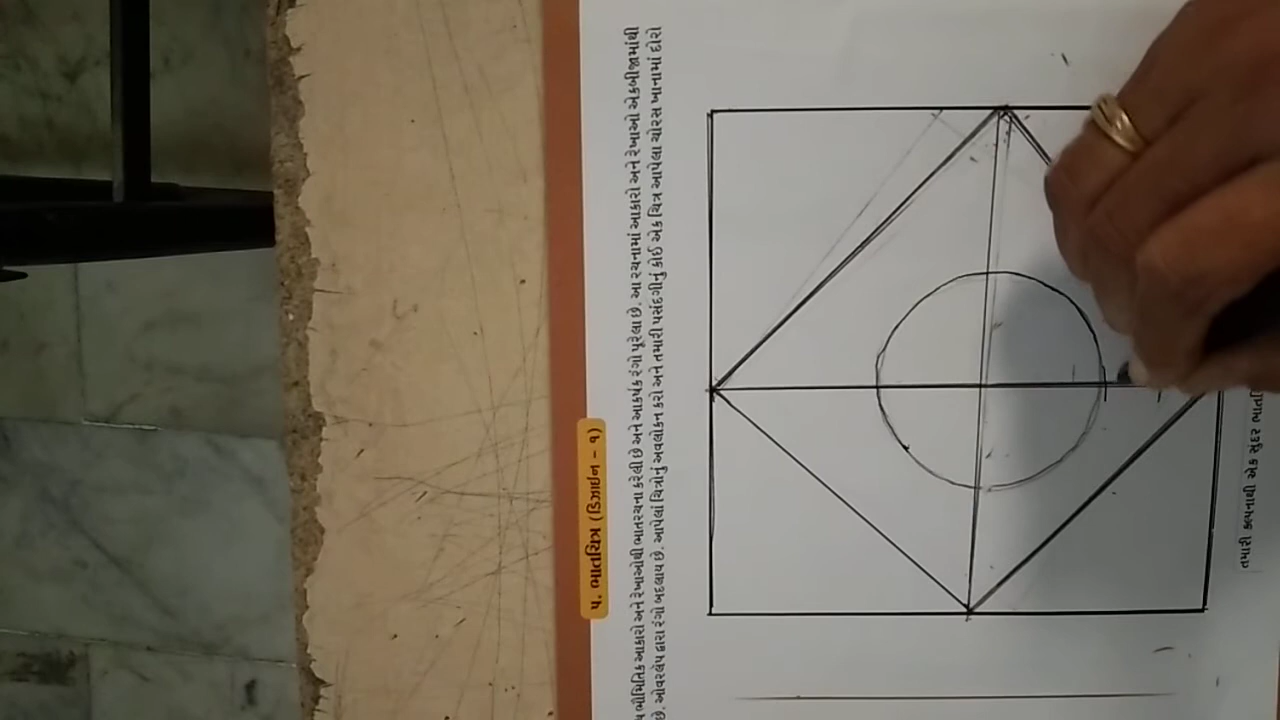 ૫. ભાતચિત્ર (ડિઝાઇન - ૧)
ભૌમિતિક આકારો અને રેખાઓથી ભાતરચના કરેલી છે અને આકર્ષક રંગો પૂરેલા છે. આ રચનામાં આકારો અને રેખાઓ એકબીજામાંથી
છે. ઓવરલેપ દ્વારા રંગો બદલાય છે. આપેલાં ચિત્રોનું અવલોકન કરો અને તમારી પસંદગીનું કોઈ એક ચિત્ર આપેલા ચોરસ ખાનામાં દોરો
તમારી કલ્પનાથી એક સુંદર